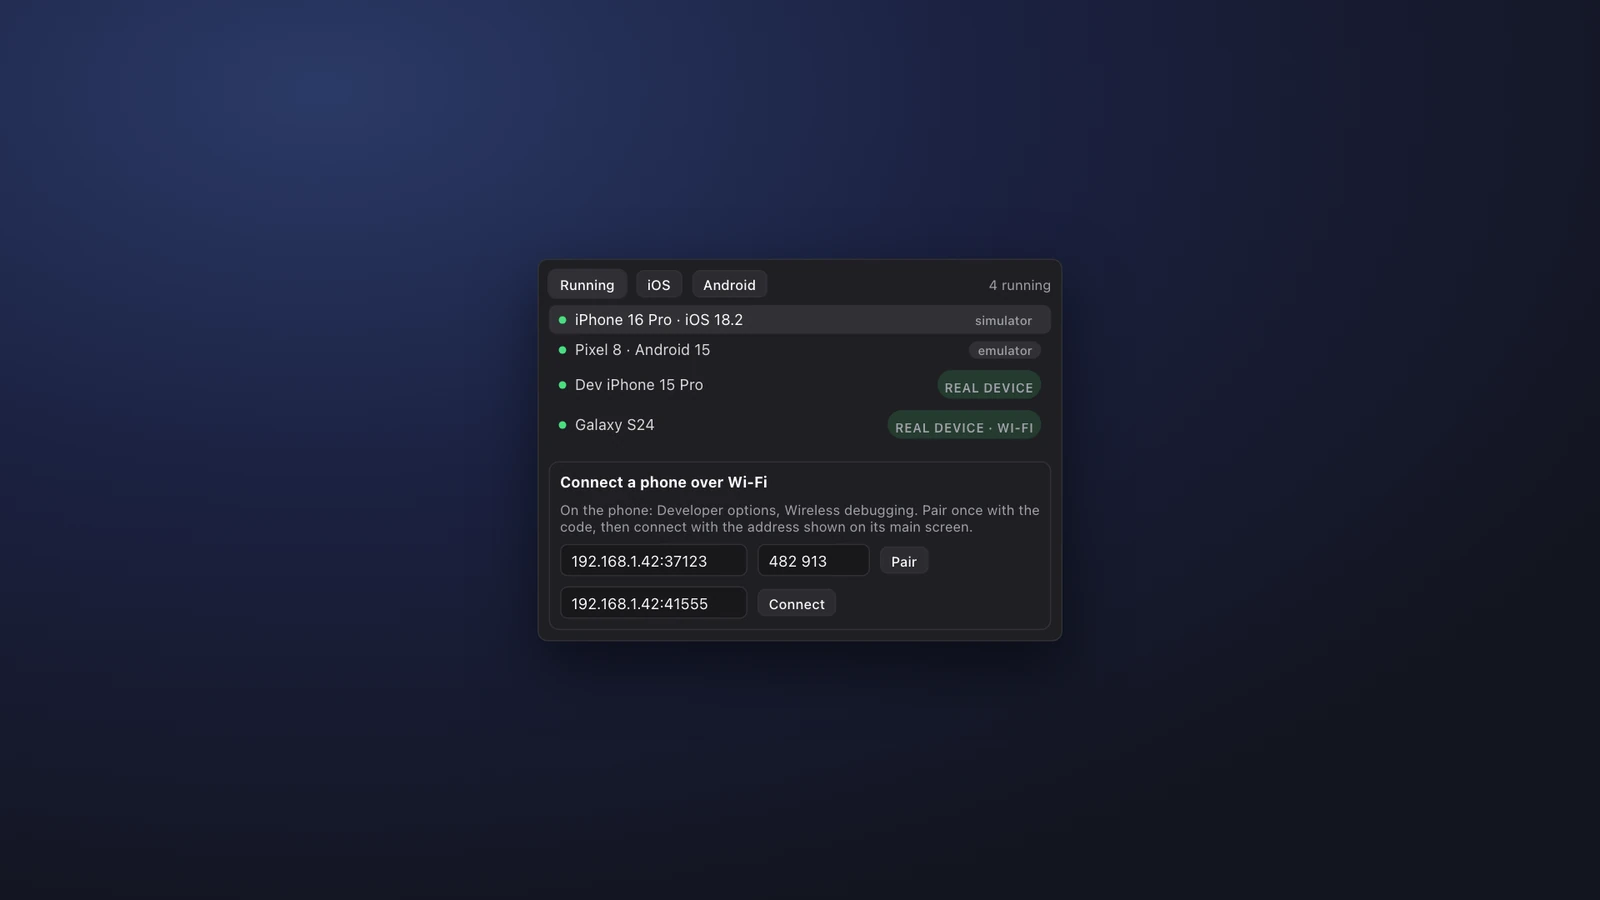 Running iOS Android 4 running
iPhone 16 Pro · iOS 18.2 simulator
Pixel 8 · Android 15 emulator
Dev iPhone 15 Pro REAL DEVICE
Galaxy S24 REAL DEVICE · WI-FI
Connect a phone over Wi-Fi
On the phone: Developer options, Wireless debugging. Pair once with the
code, then connect with the address shown on its main screen.
192.168.1.42:37123 482 913 Pair
192.168.1.42:41555 Connect